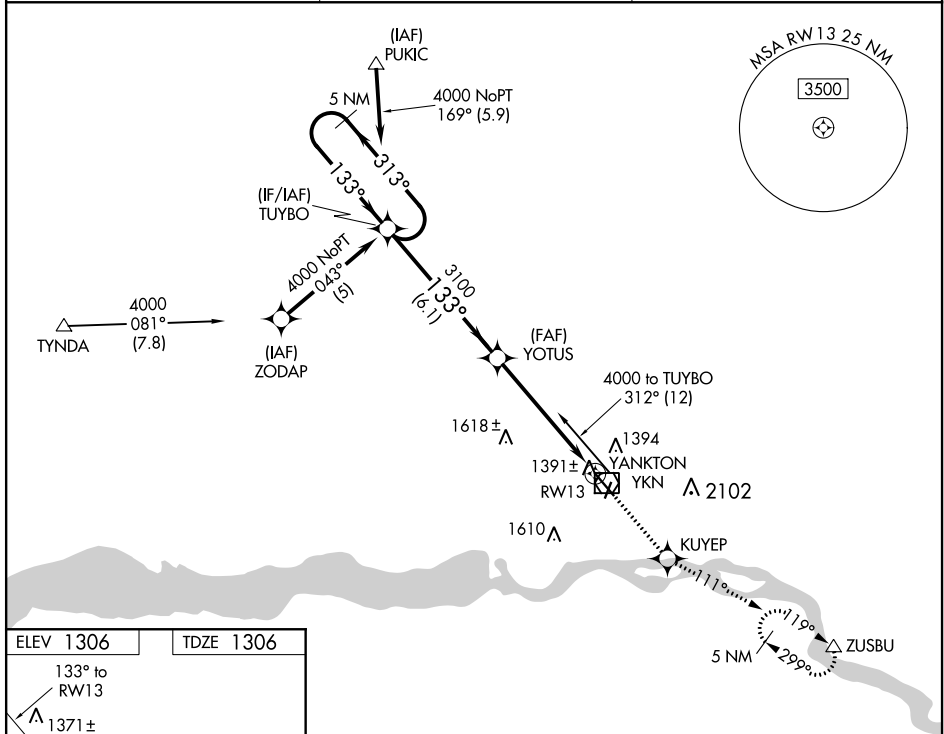 (IAF)
PUKIC
MSA RW13 25 NM
3500
5 NM
4000 NoPT
169° (5.9)
313°
133°
(IF/IAF)
TUYBO
4000 NoPT
043°
(5)
3100
133°
(6.1)
4000
081°
(7.8)
TYNDA
(IAF)
ZODAP
(FAF)
YOTUS
4000 to TUYBO
312° (12)
1618±
1394
1391±
YANKTON
YKN
RW13
2102
1610
KUYEP
111°
119°
ZUSBU
5 NM
299°
ELEV 1306
TDZE 1306
133° to
RW13
1371±